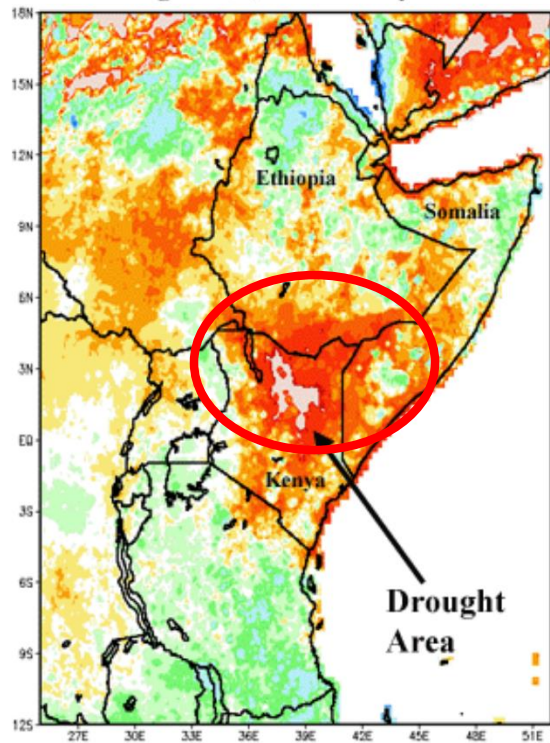 18N
15N
12N
9N
6N
3N
EQ
3S
6S
9S
12S
Ethiopia
Somalia
Kenya
Drought
Area
27E 30E 33E 36E 39E 42E 45E 48E 51E